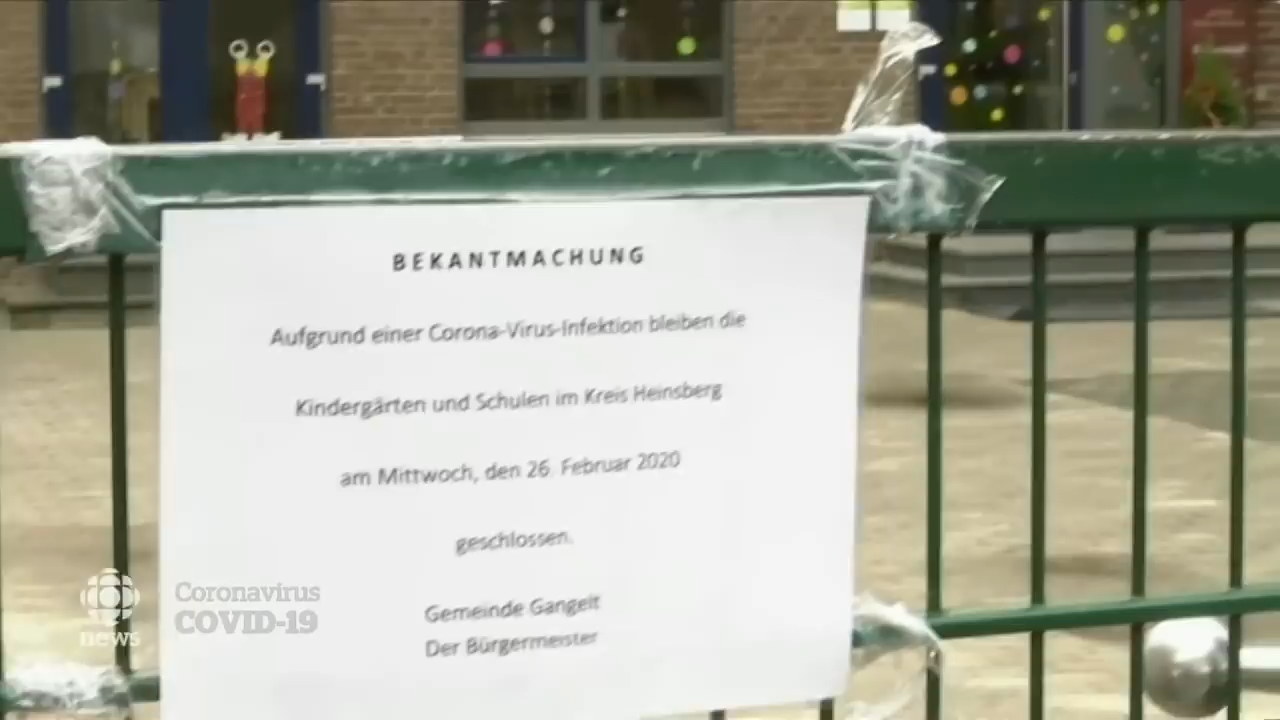 BEKANTMACHUNG
Aufgrund einer Corona-Virus-Infektion bleiben die
Kindergärten und Schulen im Kreis Heinsberg
am Mittwoch, den 26. Februar 2020
geschlossen.
Gemeinde Gangelt
Der Bürgermeister
news
Coronavirus
COVID-19